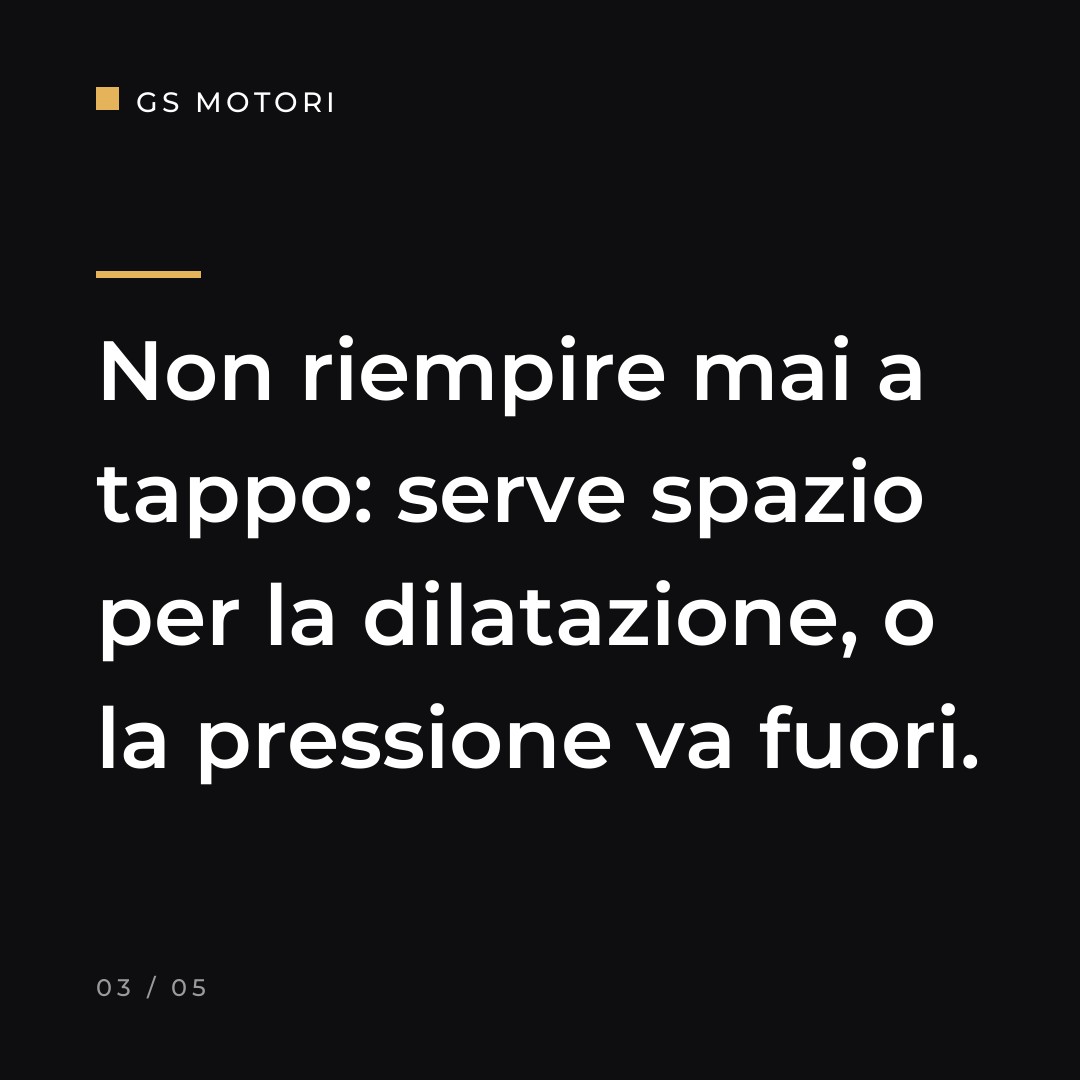 GS MOTORI
Non riempire mai a
tappo: serve spazio
per la dilatazione, o
la pressione va fuori.
03 / 05